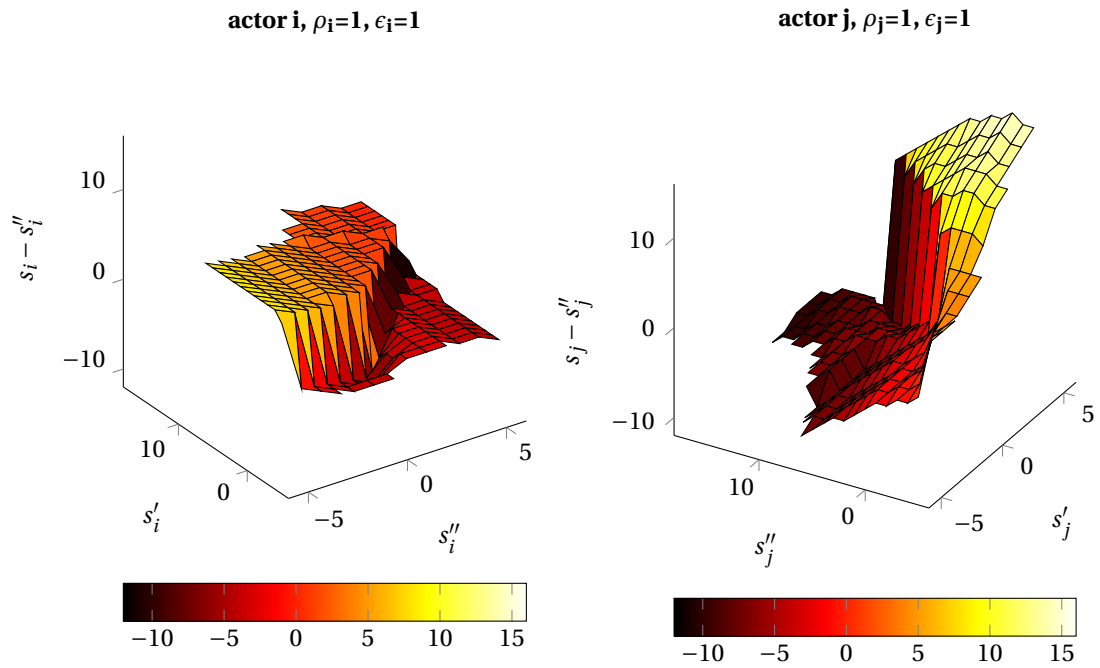 actor i, ρi=1, ϵi=1
10
0
−10
si − s′′i
10
0
s′i
−5
0
5
s′′i
−10 −5 0 5 10 15
actor j, ρj=1, ϵj=1
10
0
−10
sj − s′′j
10
0
s′′j
−5
0
5
s′j
−10 −5 0 5 10 15